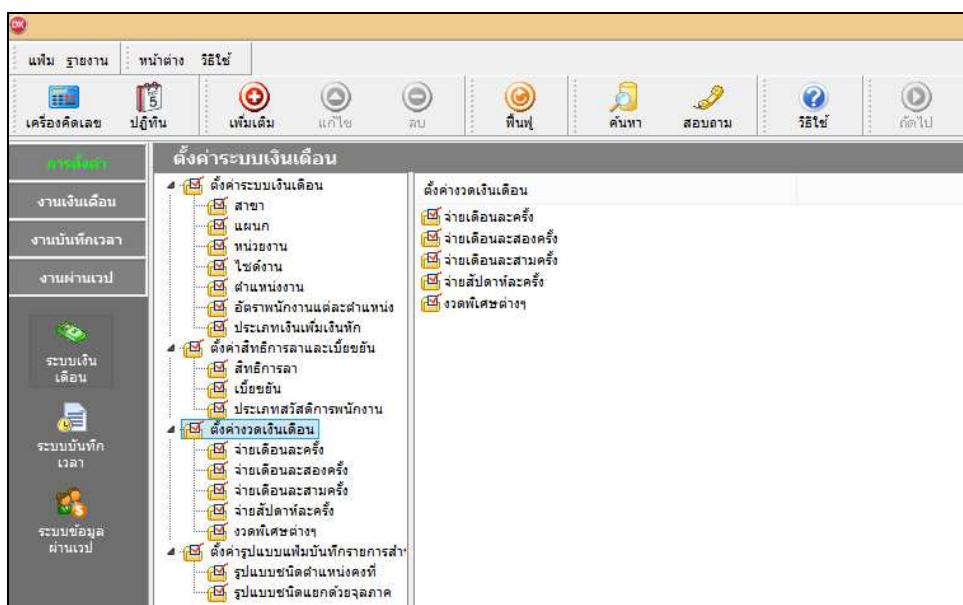 แฟ้ม รายงาน หน้าต่าง วิธีใช้
เครื่องคิดเลข ปฏิทิน เพิ่มเติม แก้ไข ลบ ฟื้นฟู ค้นหา สอบถาม วิธีใช้ ถัดไป
การตั้งค่า
งานเงินเดือน
งานบันทึกเวลา
งานผ่านเวป
ระบบเงิน
เดือน
ระบบบันทึก
เวลา
ระบบข้อมูล
ผ่านเวป
ตั้งค่าระบบเงินเดือน
ตั้งค่าระบบเงินเดือน
สาขา
แผนก
หน่วยงาน
ไซด์งาน
ตำแหน่งงาน
อัตราพนักงานแต่ละตำแหน่ง
ประเภทเงินเพิ่มเงินหัก
ตั้งค่าสิทธิการลาและเบี้ยขยัน
สิทธิการลา
เบี้ยขยัน
ประเภทสวัสดิการพนักงาน
ตั้งค่างวดเงินเดือน
จ่ายเดือนละครั้ง
จ่ายเดือนละสองครั้ง
จ่ายเดือนละสามครั้ง
จ่ายสัปดาห์ละครั้ง
งวดพิเศษต่างๆ
ตั้งค่ารูปแบบแฟ้มบันทึกรายการสำ
รูปแบบชนิดตำแหน่งคงที่
รูปแบบชนิดแยกด้วยจุลภาค
ตั้งค่างวดเงินเดือน
จ่ายเดือนละครั้ง
จ่ายเดือนละสองครั้ง
จ่ายเดือนละสามครั้ง
จ่ายสัปดาห์ละครั้ง
งวดพิเศษต่างๆ